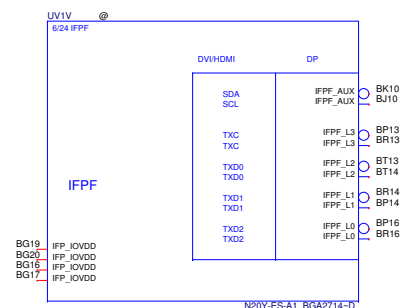 UV1V @
6/24 IFPF
DVI/HDMI DP
SDA IFPF_AUX BK10
SCL IFPF_AUX BJ10
TXC IFPF_L3 BP13
TXC IFPF_L3 BR13
TXD0 IFPF_L2 BT13
TXD0 IFPF_L2 BT14
IFPF
TXD1 IFPF_L1 BR14
TXD1 IFPF_L1 BP14
TXD2 IFPF_L0 BP16
TXD2 IFPF_L0 BR16
BG19 IFP_IOVDD
BG20 IFP_IOVDD
BG16 IFP_IOVDD
BG17 IFP_IOVDD
N20Y-ES-A1_BGA2714~D